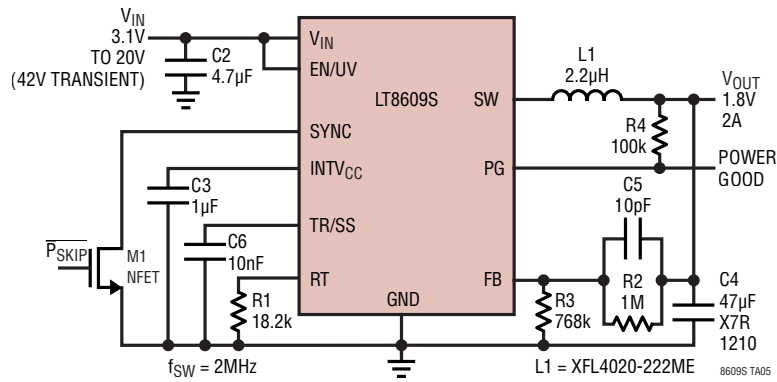 VIN
3.1V
TO 20V
(42V TRANSIENT)
C2
4.7µF
VIN
EN/UV
LT8609S
SW
L1
2.2µH
VOUT
1.8V
2A
R4
100k
SYNC
INTVCC
PG
POWER
GOOD
C3
1µF
C5
10pF
TR/SS
C6
10nF
PSKIP
M1
NFET
RT
GND
FB
R1
18.2k
R3
768k
R2
1M
C4
47µF
X7R
1210
fSW = 2MHz
L1 = XFL4020-222ME
8609S TA05